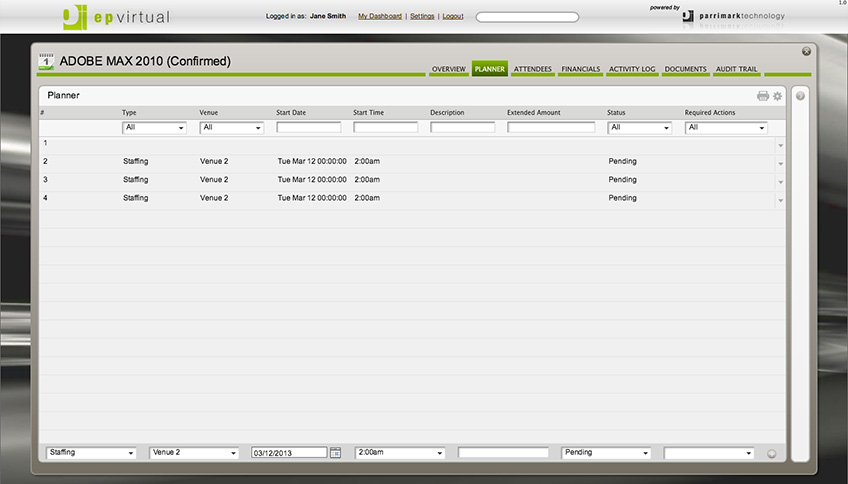 1.0
powered by
epvirtual Logged in as: Jane Smith My Dashboard | Settings | Logout parrimarktechnology
1 ADOBE MAX 2010 (Confirmed)
OVERVIEW PLANNER ATTENDEES FINANCIALS ACTIVITY LOG DOCUMENTS AUDIT TRAIL
Planner
# Type Venue Start Date Start Time Description Extended Amount Status Required Actions
All All All All
1
2 Staffing Venue 2 Tue Mar 12 00:00:00 2:00am Pending
3 Staffing Venue 2 Tue Mar 12 00:00:00 2:00am Pending
4 Staffing Venue 2 Tue Mar 12 00:00:00 2:00am Pending
Staffing Venue 2 03/12/2013 2:00am Pending